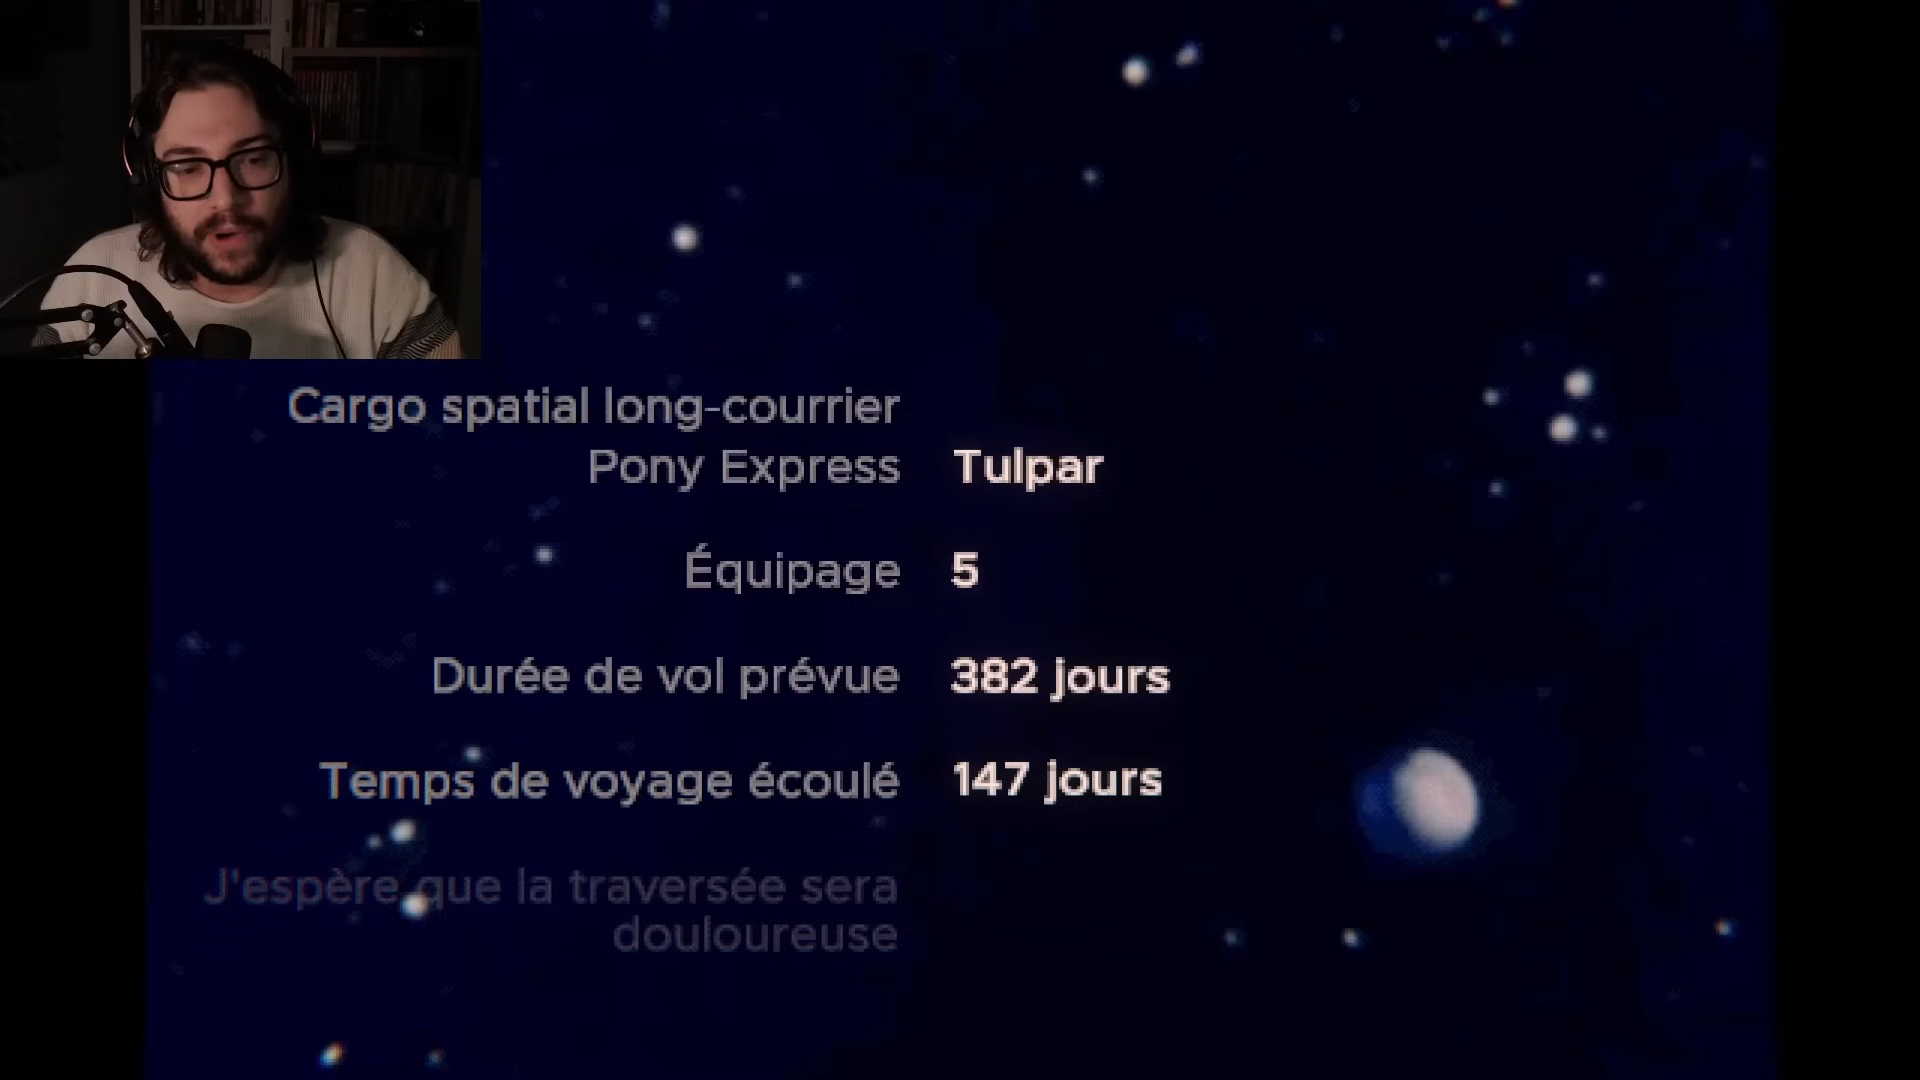 Cargo spatial long-courrier
Pony Express Tulpar
Équipage 5
Durée de vol prévue 382 jours
Temps de voyage écoulé 147 jours
J'espère que la traversée sera
douloureuse